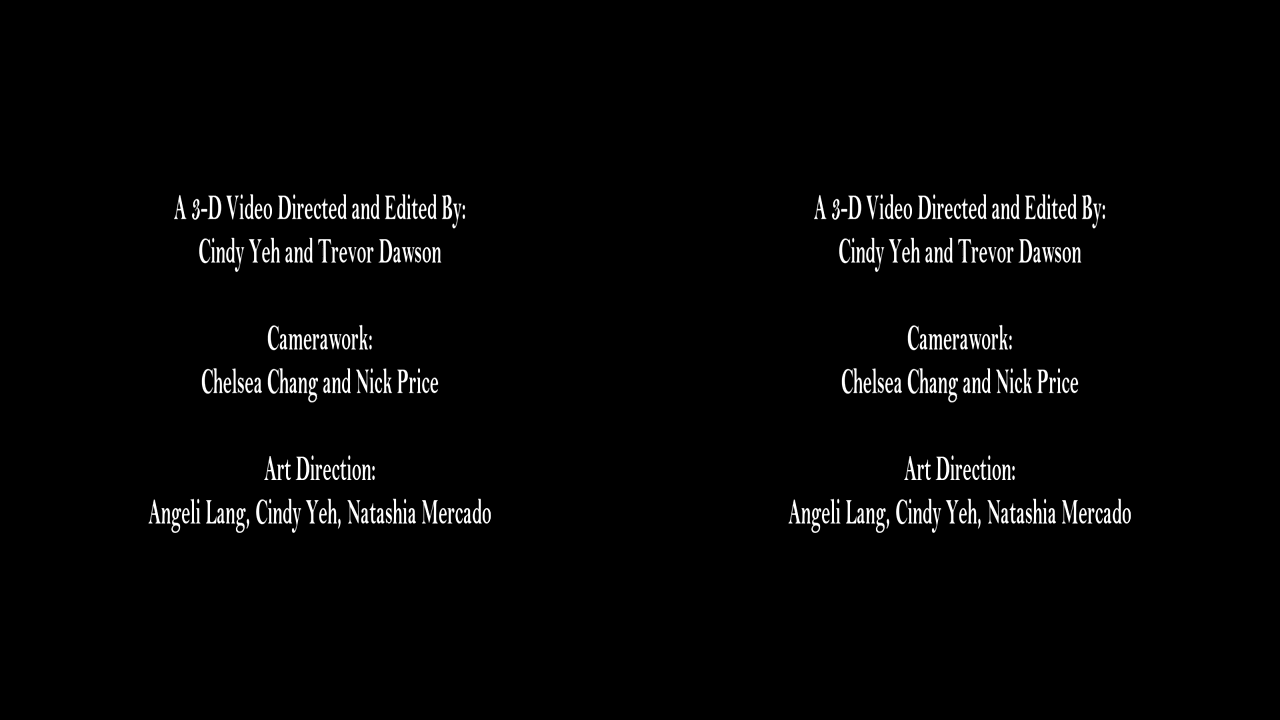 A 3-D Video Directed and Edited By:
Cindy Yeh and Trevor Dawson
Camerawork:
Chelsea Chang and Nick Price
Art Direction:
Angeli Lang, Cindy Yeh, Natashia Mercado
A 3-D Video Directed and Edited By:
Cindy Yeh and Trevor Dawson
Camerawork:
Chelsea Chang and Nick Price
Art Direction:
Angeli Lang, Cindy Yeh, Natashia Mercado